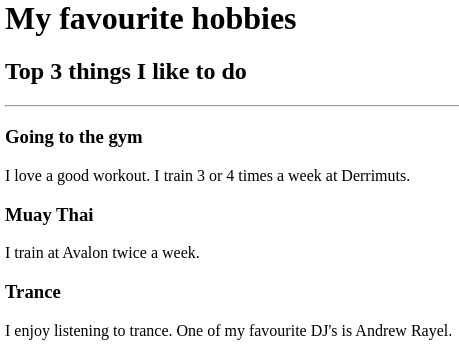 My favourite hobbies
Top 3 things I like to do
Going to the gym
I love a good workout. I train 3 or 4 times a week at Derrimuts.
Muay Thai
I train at Avalon twice a week.
Trance
I enjoy listening to trance. One of my favourite DJ's is Andrew Rayel.